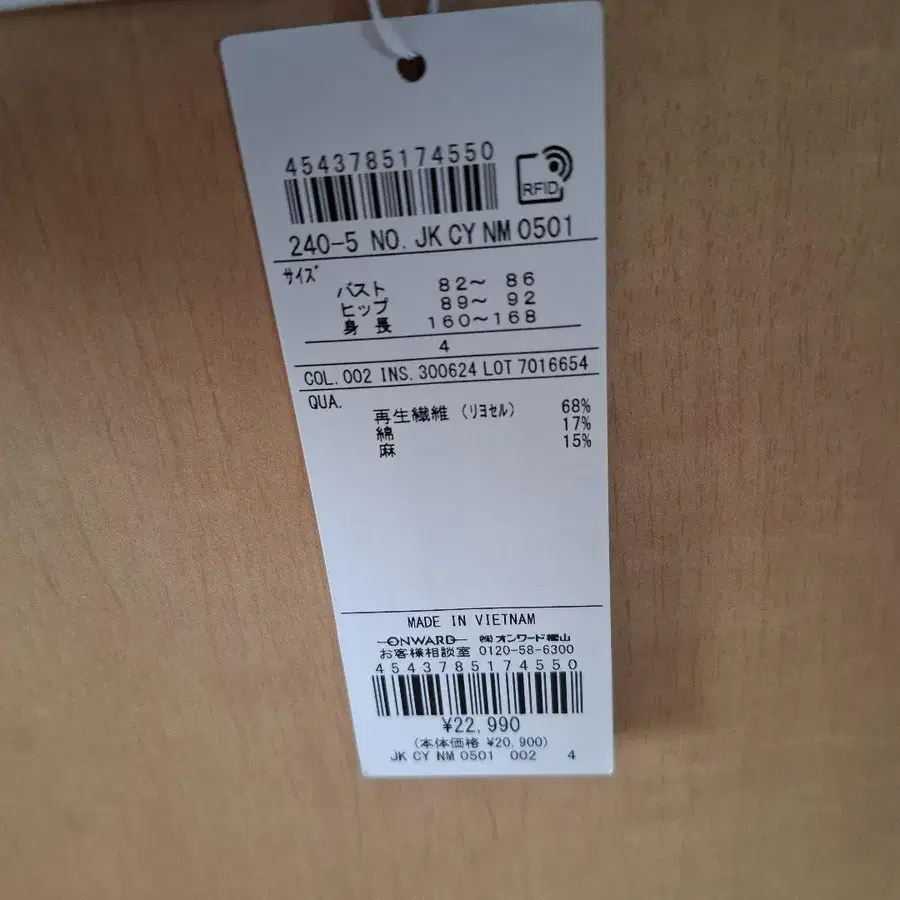 4543785174550
RFID
240-5 NO. JK CY NM 0501
サイズ
バスト 82～ 86
ヒップ 89～ 92
身 長 160～168
4
COL. 002 INS. 300624 LOT 7016654
QUA.
再生繊維 (リヨセル) 68%
綿 17%
麻 15%
MADE IN VIETNAM
ONWARD ㈱オンワード樫山
お客様相談室 0120-58-6300
4543785174550
¥22,990
(本体価格 ¥20,900)
JK CY NM 0501 002 4